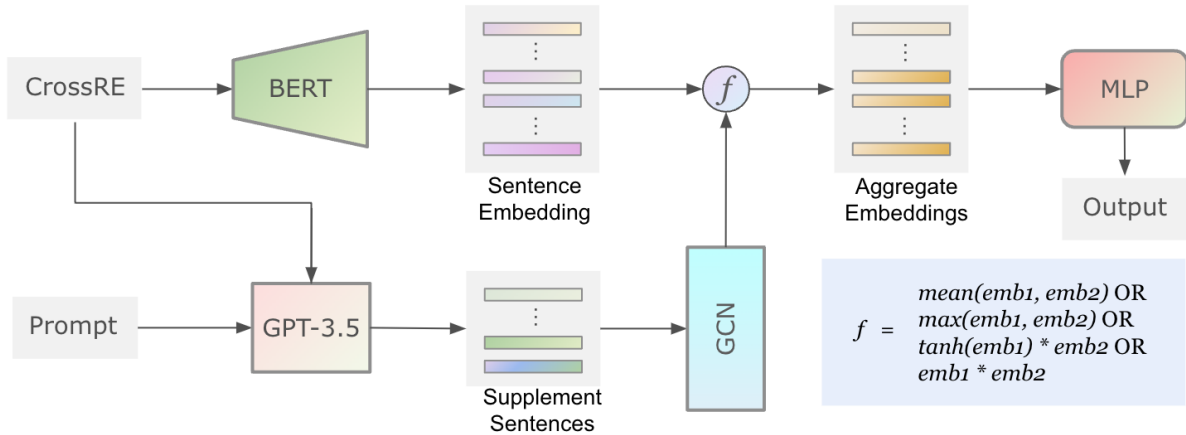 CrossRE
BERT
Sentence
Embedding
f
Aggregate
Embeddings
MLP
Output
Prompt
GPT-3.5
Supplement
Sentences
GCN
f =
mean(emb1, emb2) OR
max(emb1, emb2) OR
tanh(emb1) * emb2 OR
emb1 * emb2